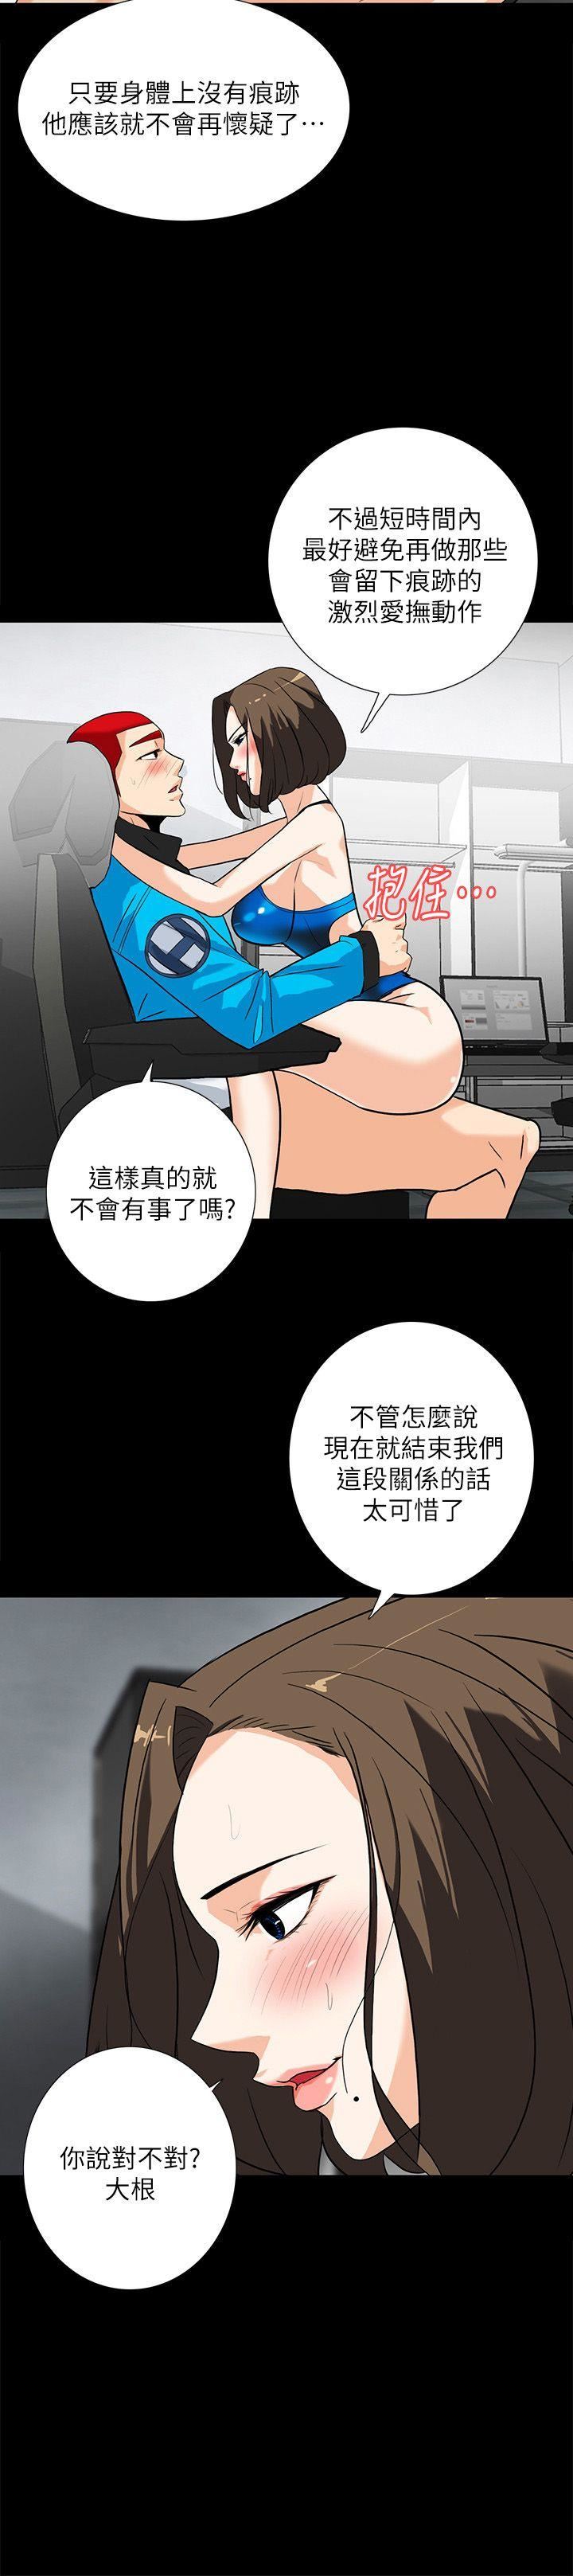 只要身體上沒有痕跡
他應該就不會再懷疑了…
不過短時間內
最好避免再做那些
會留下痕跡的
激烈愛撫動作
抱住…
這樣真的就
不會有事了嗎?
不管怎麼說
現在就結束我們
這段關係的話
太可惜了
你說對不對?
大根